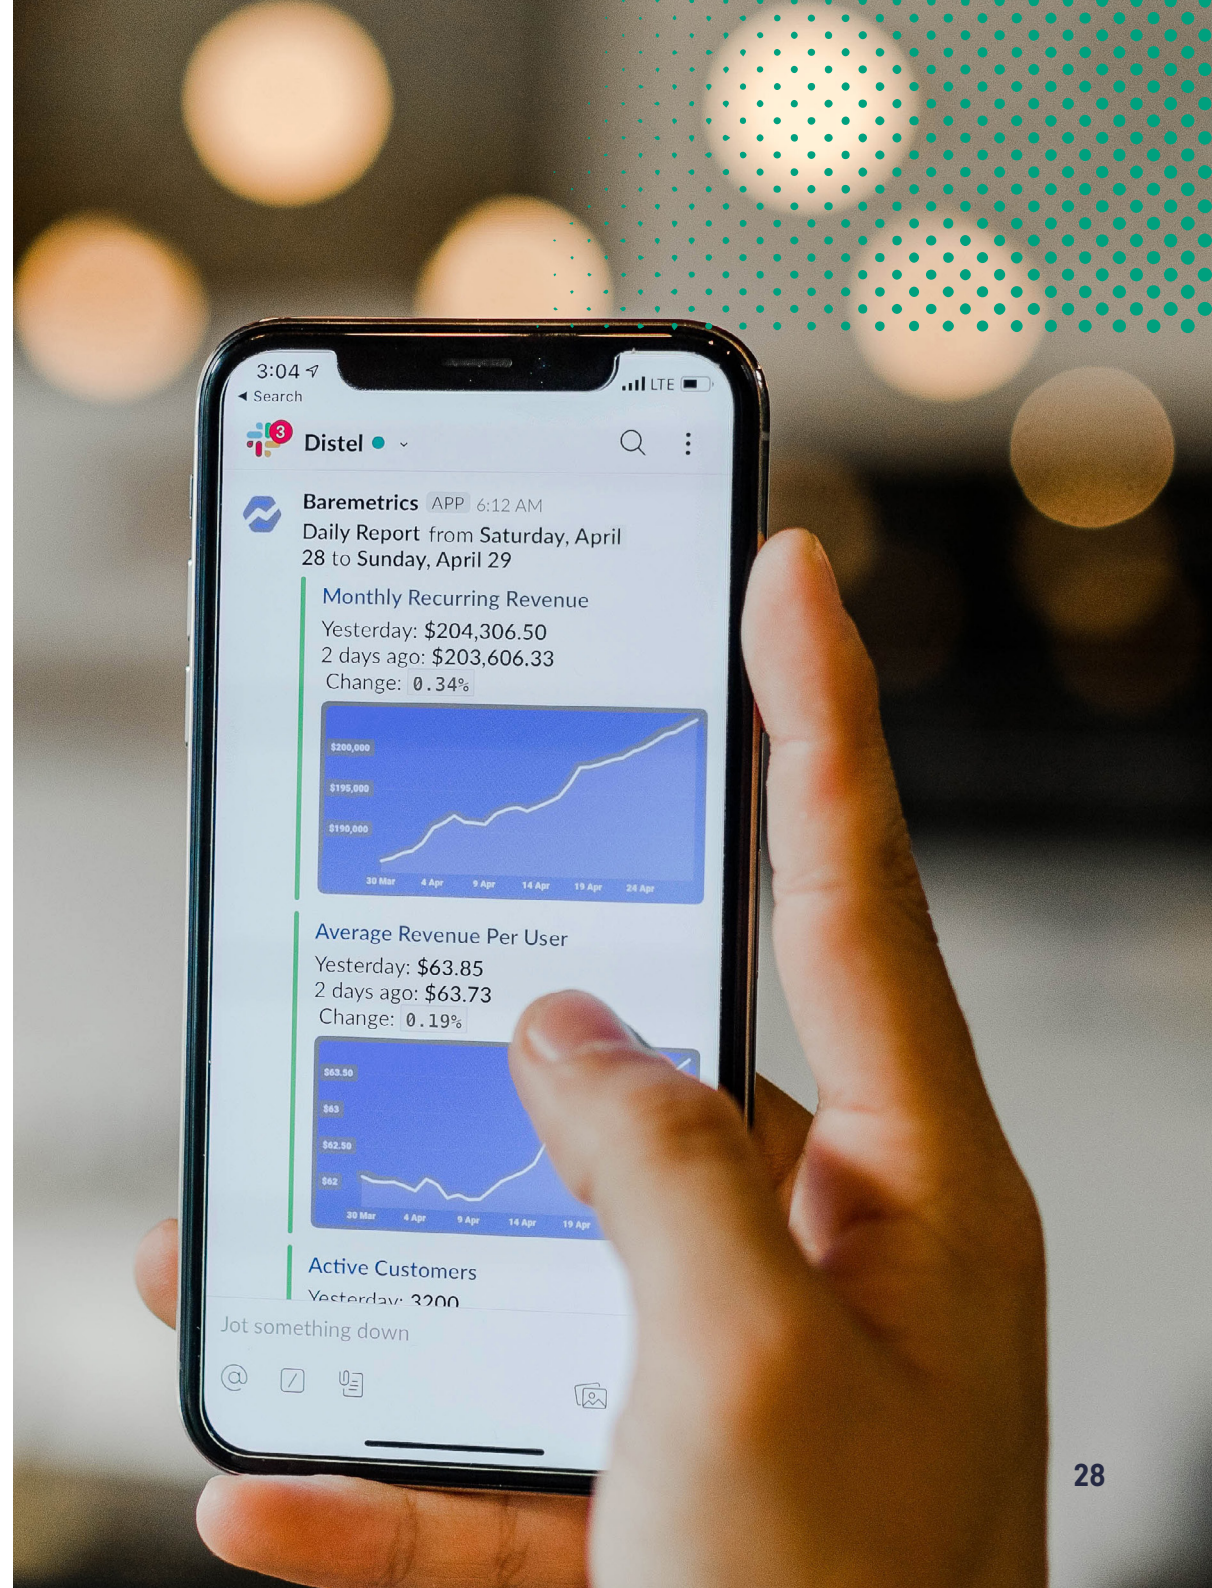 3:04
LTE
◀ Search
3
Distel
Baremetrics APP 6:12 AM
Daily Report from Saturday, April
28 to Sunday, April 29
Monthly Recurring Revenue
Yesterday: $204,306.50
2 days ago: $203,606.33
Change: 0.34%
$200,000
$195,000
$190,000
30 Mar 4 Apr 9 Apr 14 Apr 19 Apr 24 Apr
Average Revenue Per User
Yesterday: $63.85
2 days ago: $63.73
Change: 0.19%
$63.50
$63
$62.50
$62
30 Mar 4 Apr 9 Apr 14 Apr 19 Apr
Active Customers
Yesterday: 3200
Jot something down
28